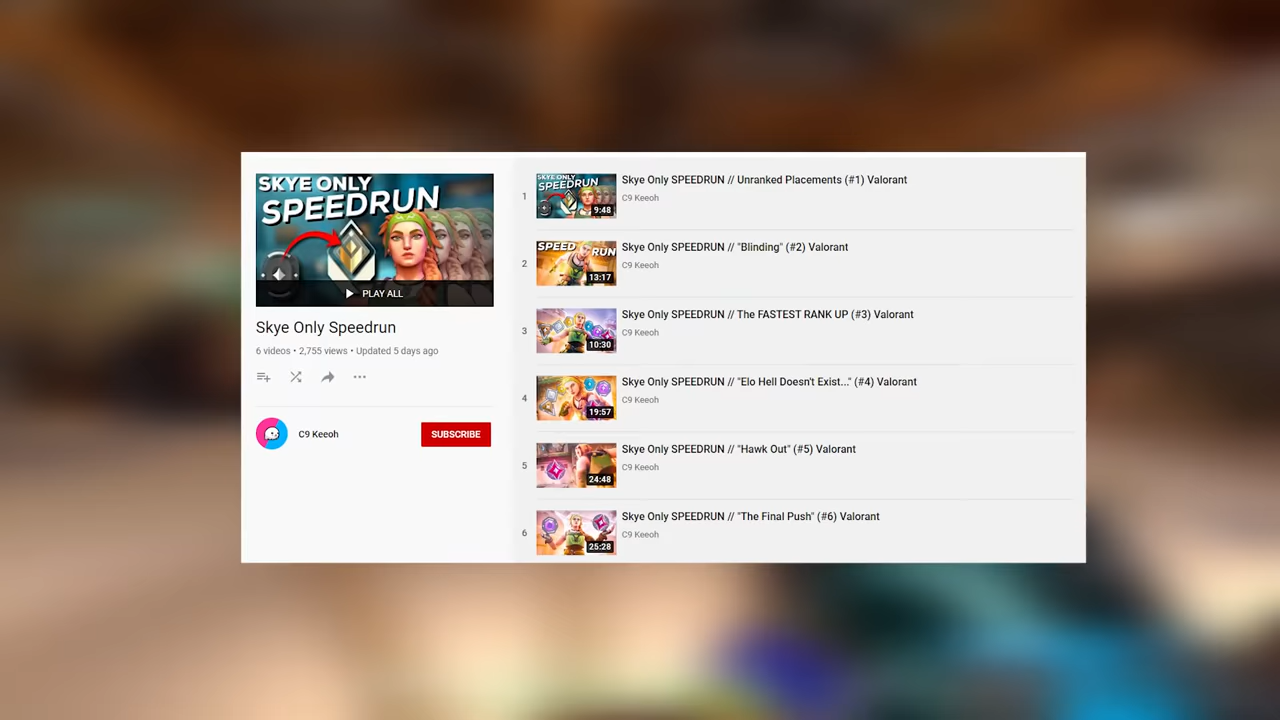 SKYE ONLY
SPEEDRUN
PLAY ALL
Skye Only Speedrun
6 videos • 2,755 views • Updated 5 days ago
C9 Keeoh
SUBSCRIBE
1
SKYE ONLY
SPEEDRUN
9:48
Skye Only SPEEDRUN // Unranked Placements (#1) Valorant
C9 Keeoh
2
SPEED RUN
13:17
Skye Only SPEEDRUN // "Blinding" (#2) Valorant
C9 Keeoh
3
10:30
Skye Only SPEEDRUN // The FASTEST RANK UP (#3) Valorant
C9 Keeoh
4
19:57
Skye Only SPEEDRUN // "Elo Hell Doesn't Exist..." (#4) Valorant
C9 Keeoh
5
24:48
Skye Only SPEEDRUN // "Hawk Out" (#5) Valorant
C9 Keeoh
6
25:28
Skye Only SPEEDRUN // "The Final Push" (#6) Valorant
C9 Keeoh